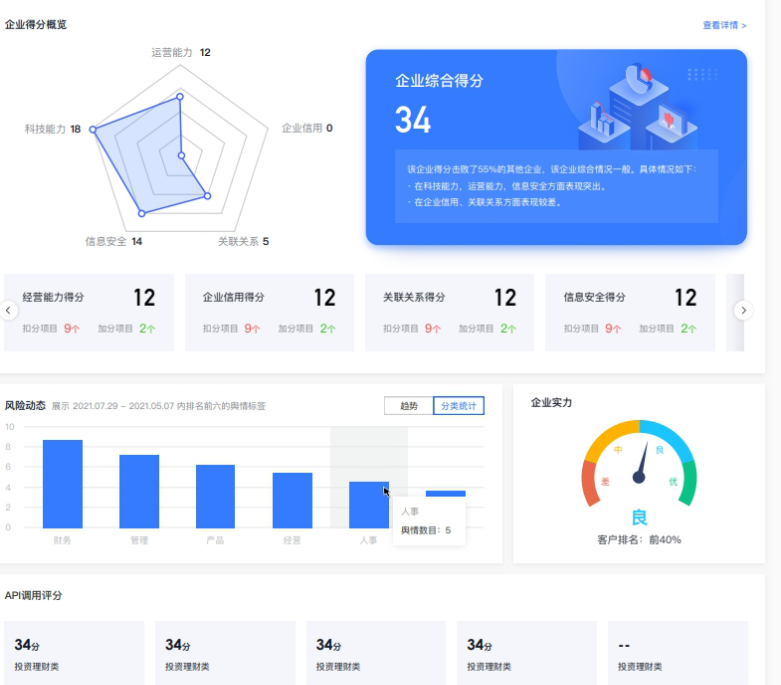 企业得分概览
查看详情 >
运营能力 12
科技能力 18
企业信用 0
信息安全 14
关联关系 5
企业综合得分
34
该企业得分击败了55%的其他企业，该企业综合情况一般。具体情况如下：
· 在科技能力，运营能力，信息安全方面表现突出。
· 在企业信用、关联关系方面表现较差。
经营能力得分 12
扣分项目 9个 加分项目 2个
企业信用得分 12
扣分项目 9个 加分项目 2个
关联关系得分 12
扣分项目 9个 加分项目 2个
信息安全得分 12
扣分项目 9个 加分项目 2个
风险动态 展示 2021.07.29 – 2021.05.07 内排名前六的舆情标签
趋势 分类统计
10
8
6
4
2
0
财务 管理 产品 经营 人事
人事
舆情数目：5
企业实力
差 中 良 优
良
客户排名：前40%
API调用评分
34分
投资理财类
34分
投资理财类
34分
投资理财类
34分
投资理财类
--
投资理财类